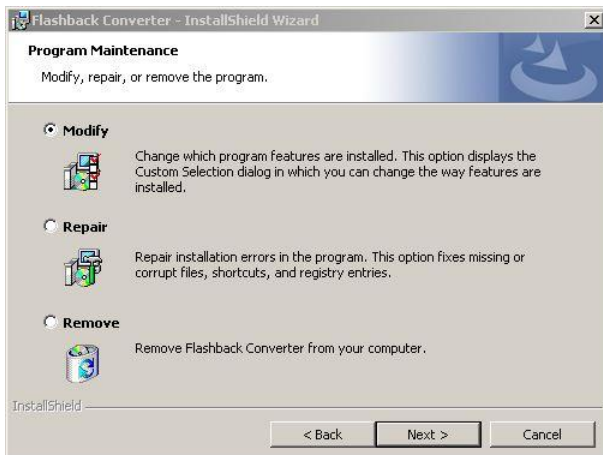 Flashback Converter - InstallShield Wizard
Program Maintenance
Modify, repair, or remove the program.
Modify
Change which program features are installed. This option displays the
Custom Selection dialog in which you can change the way features are
installed.
Repair
Repair installation errors in the program. This option fixes missing or
corrupt files, shortcuts, and registry entries.
Remove
Remove Flashback Converter from your computer.
InstallShield
< Back
Next >
Cancel